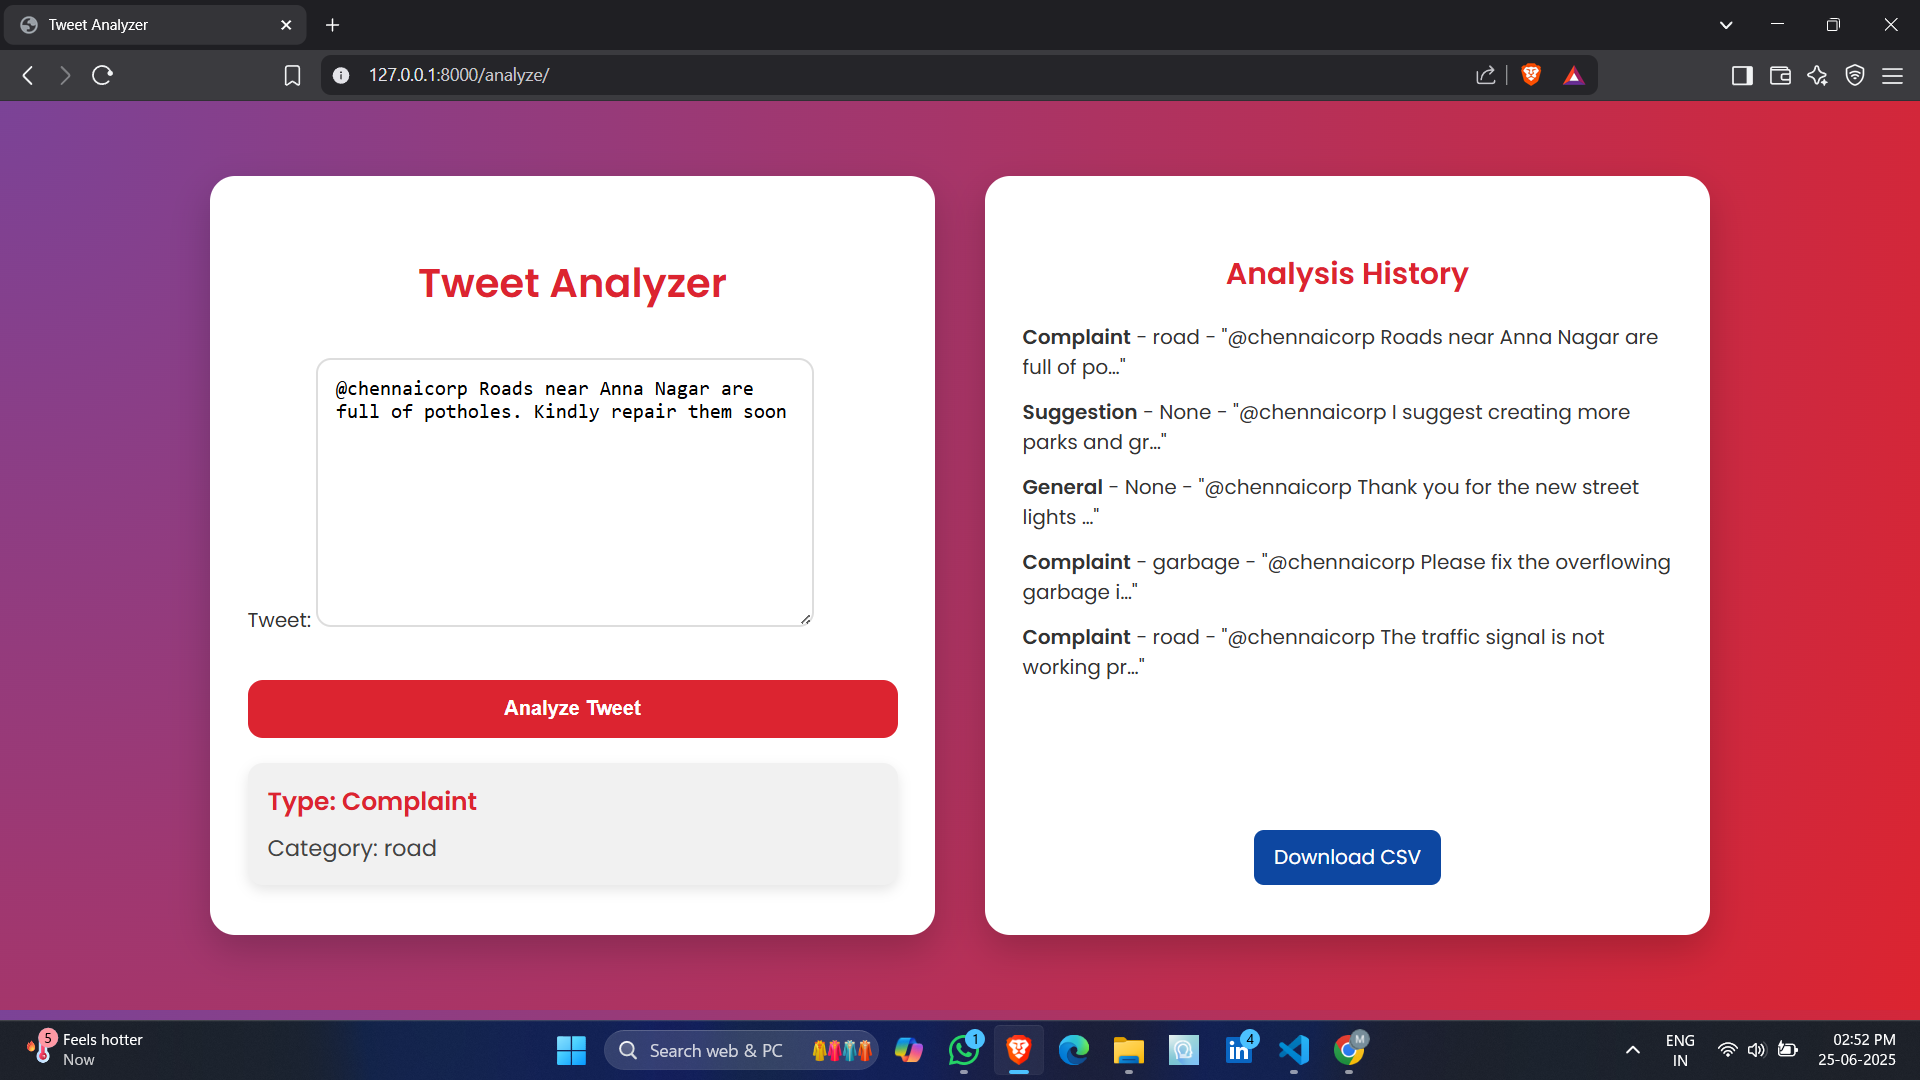 Tweet Analyzer
127.0.0.1:8000/analyze/
Tweet Analyzer
@chennaicorp Roads near Anna Nagar are
full of potholes. Kindly repair them soon
Tweet:
Analyze Tweet
Type: Complaint
Category: road
Analysis History
Complaint - road - "@chennaicorp Roads near Anna Nagar are
full of po…"
Suggestion - None - "@chennaicorp I suggest creating more
parks and gr…"
General - None - "@chennaicorp Thank you for the new street
lights …"
Complaint - garbage - "@chennaicorp Please fix the overflowing
garbage i…"
Complaint - road - "@chennaicorp The traffic signal is not
working pr…"
Download CSV
5
Feels hotter
Now
Search web & PC
1
in
4
M
ENG
IN
02:52 PM
25-06-2025